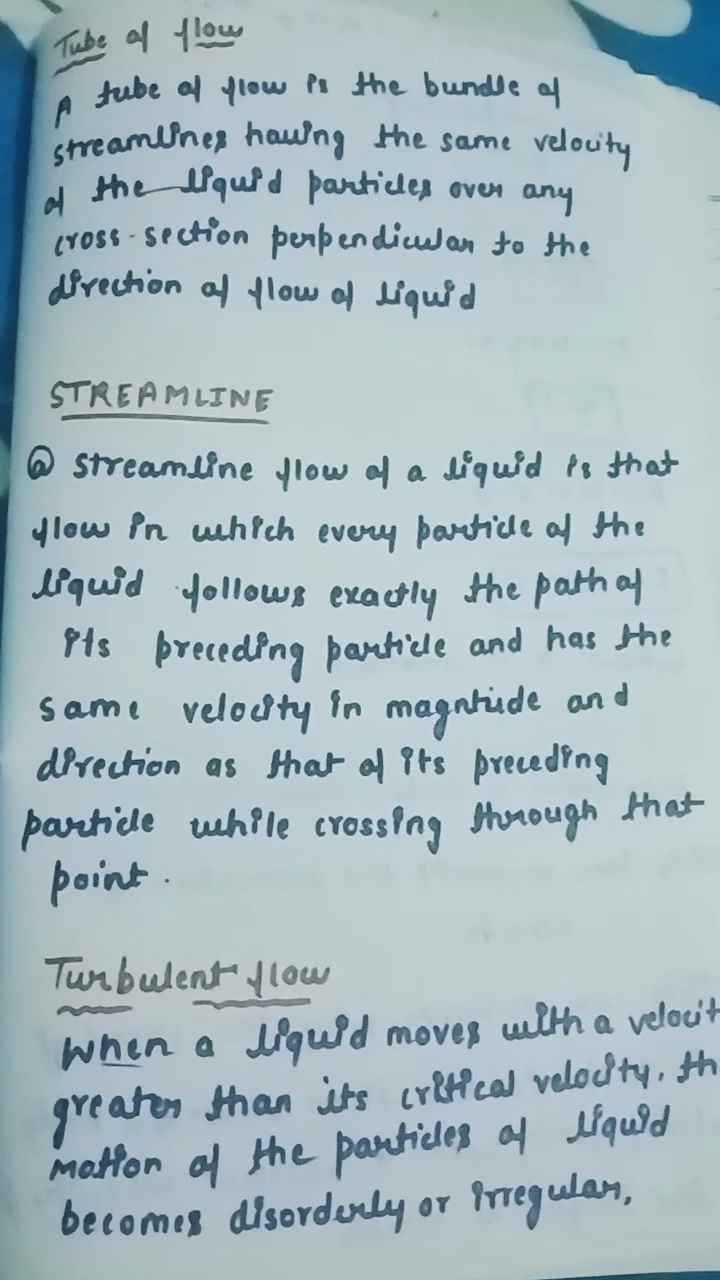 Tube of flow
A tube of flow is the bundle of
streamlines having the same velocity
of the liquid particles over any
cross-section perpendicular to the
direction of flow of liquid
STREAMLINE
@ streamline flow of a liquid is that
flow in which every particle of the
liquid follows exactly the path of
its preceding particle and has the
same velocity in magntiude and
direction as that of its preceding
particle while crossing through that
point.
Turbulent flow
When a liquid moves with a velocit
greater than its critical velocity. th
motion of the particles of liquid
becomes disorderly or irregular,